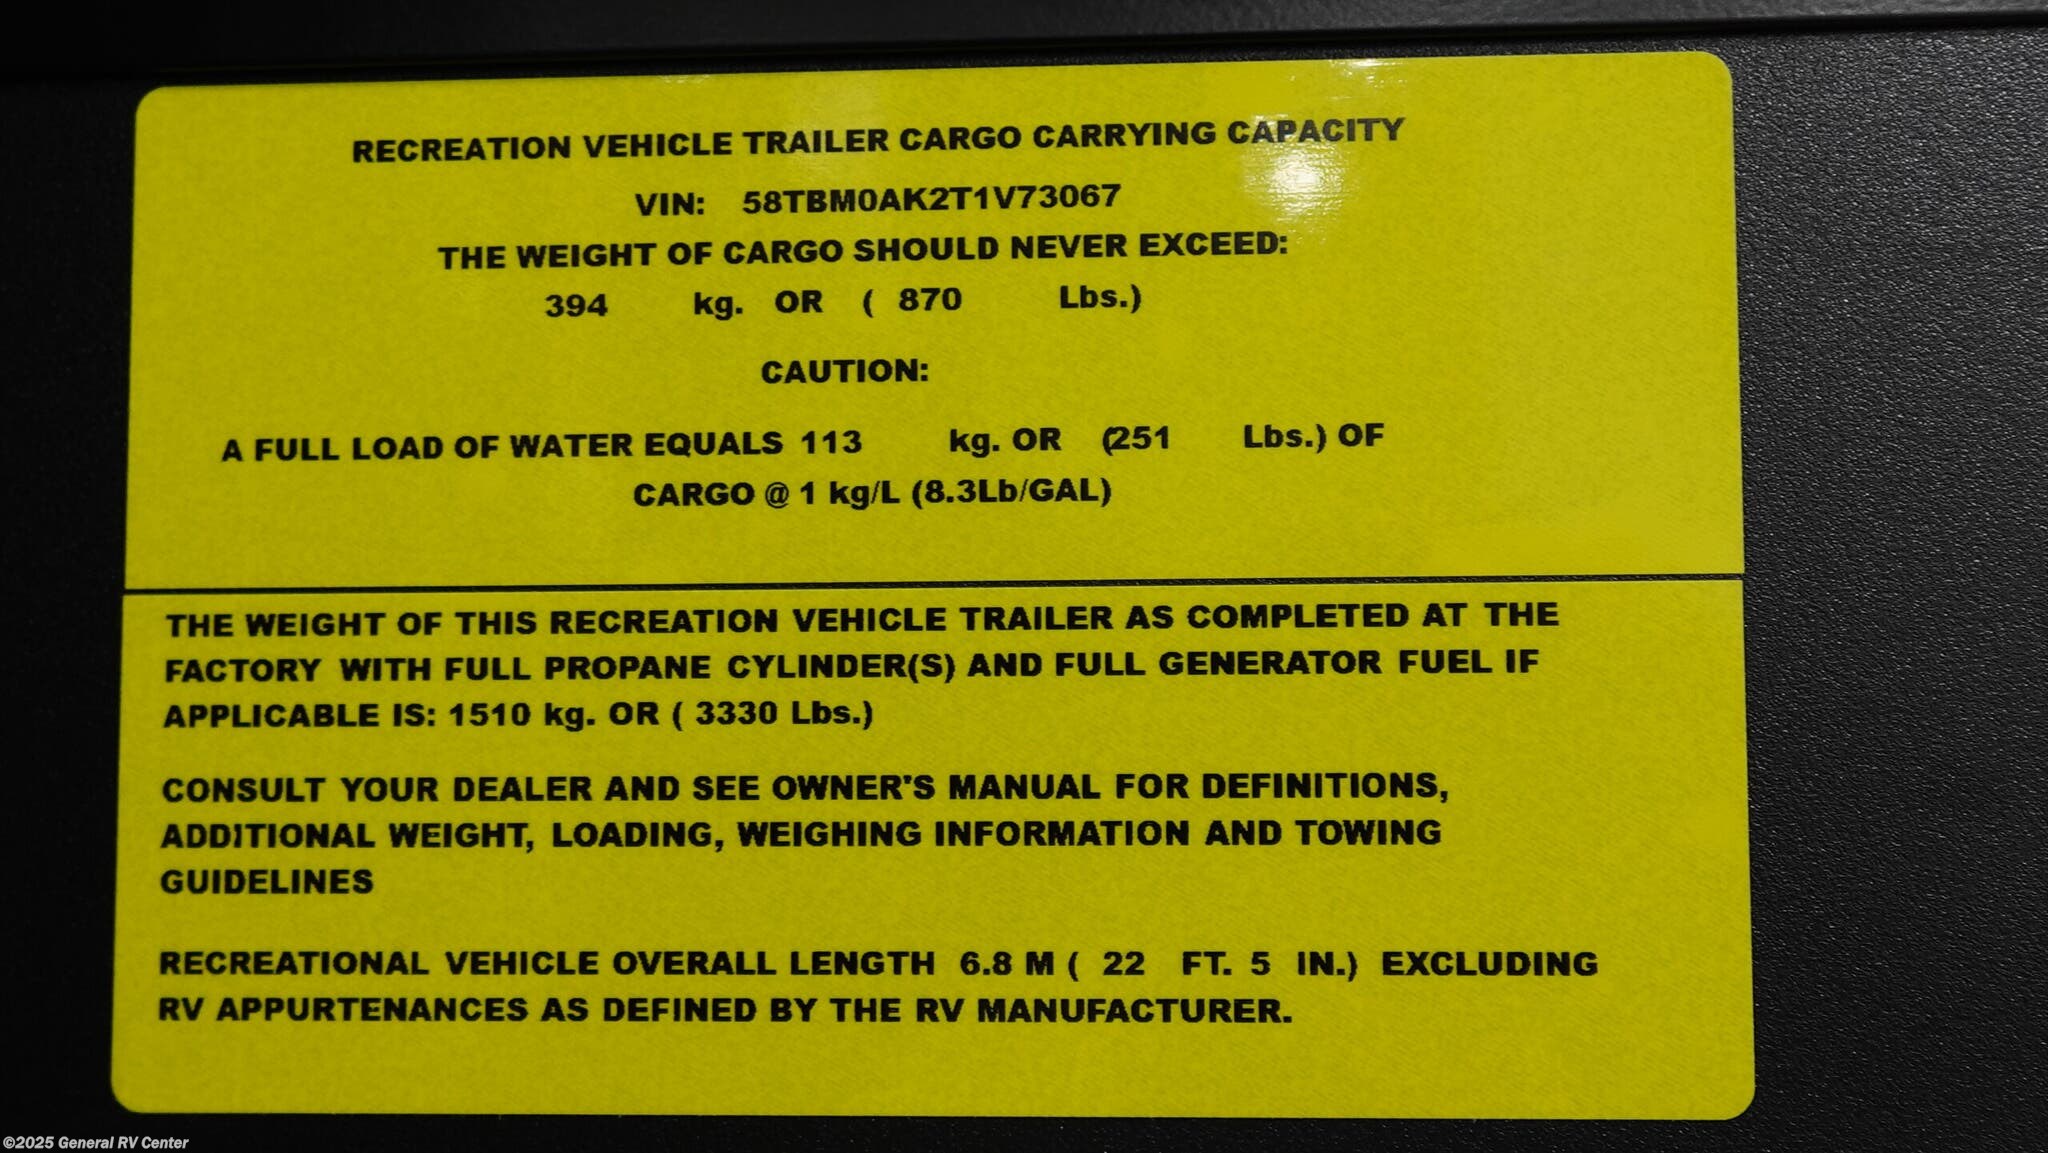 RECREATION VEHICLE TRAILER CARGO CARRYING CAPACITY
VIN: 58TBM0AK2T1V73067
THE WEIGHT OF CARGO SHOULD NEVER EXCEED:
394 kg. OR ( 870 Lbs.)
CAUTION:
A FULL LOAD OF WATER EQUALS 113 kg. OR (251 Lbs.) OF
CARGO @ 1 kg/L (8.3Lb/GAL)
THE WEIGHT OF THIS RECREATION VEHICLE TRAILER AS COMPLETED AT THE
FACTORY WITH FULL PROPANE CYLINDER(S) AND FULL GENERATOR FUEL IF
APPLICABLE IS: 1510 kg. OR ( 3330 Lbs.)
CONSULT YOUR DEALER AND SEE OWNER'S MANUAL FOR DEFINITIONS,
ADDITIONAL WEIGHT, LOADING, WEIGHING INFORMATION AND TOWING
GUIDELINES
RECREATIONAL VEHICLE OVERALL LENGTH 6.8 M ( 22 FT. 5 IN.) EXCLUDING
RV APPURTENANCES AS DEFINED BY THE RV MANUFACTURER.
©2025 General RV Center